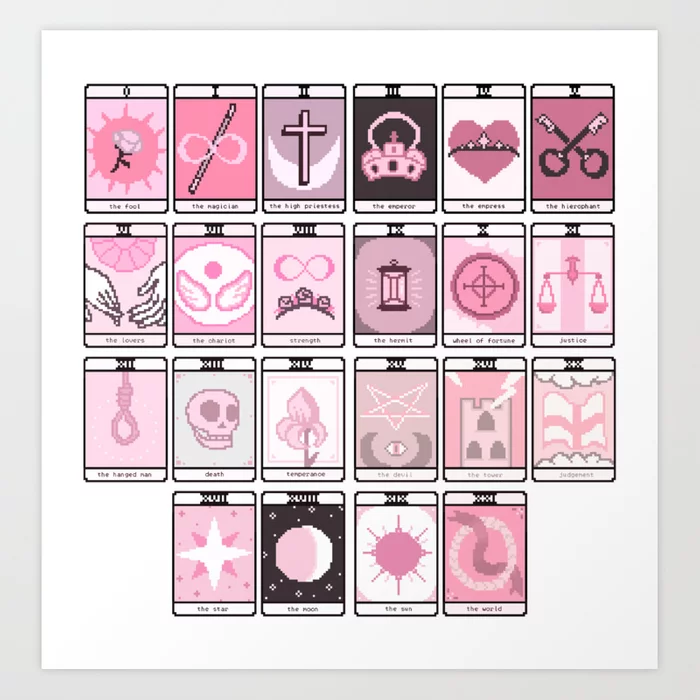 0 I II III IV V
the fool the magician the high priestess the emperor the empress the hierophant
VI VII VIII IX X XI
the lovers the chariot strength the hermit wheel of fortune justice
XII XIII XIV XV XVI
the hanged man death temperance the devil the tower judgement
XVII XVIII XIX XXI
the star the moon the sun the world